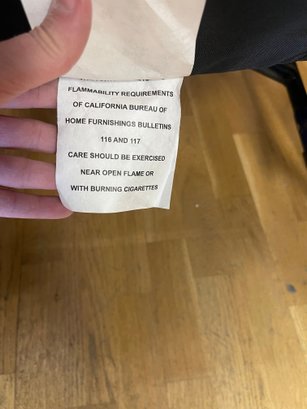 FLAMMABILITY REQUIREMENTS
OF CALIFORNIA BUREAU OF
HOME FURNISHINGS BULLETINS
116 AND 117
CARE SHOULD BE EXERCISED
NEAR OPEN FLAME OR
WITH BURNING CIGARETTES